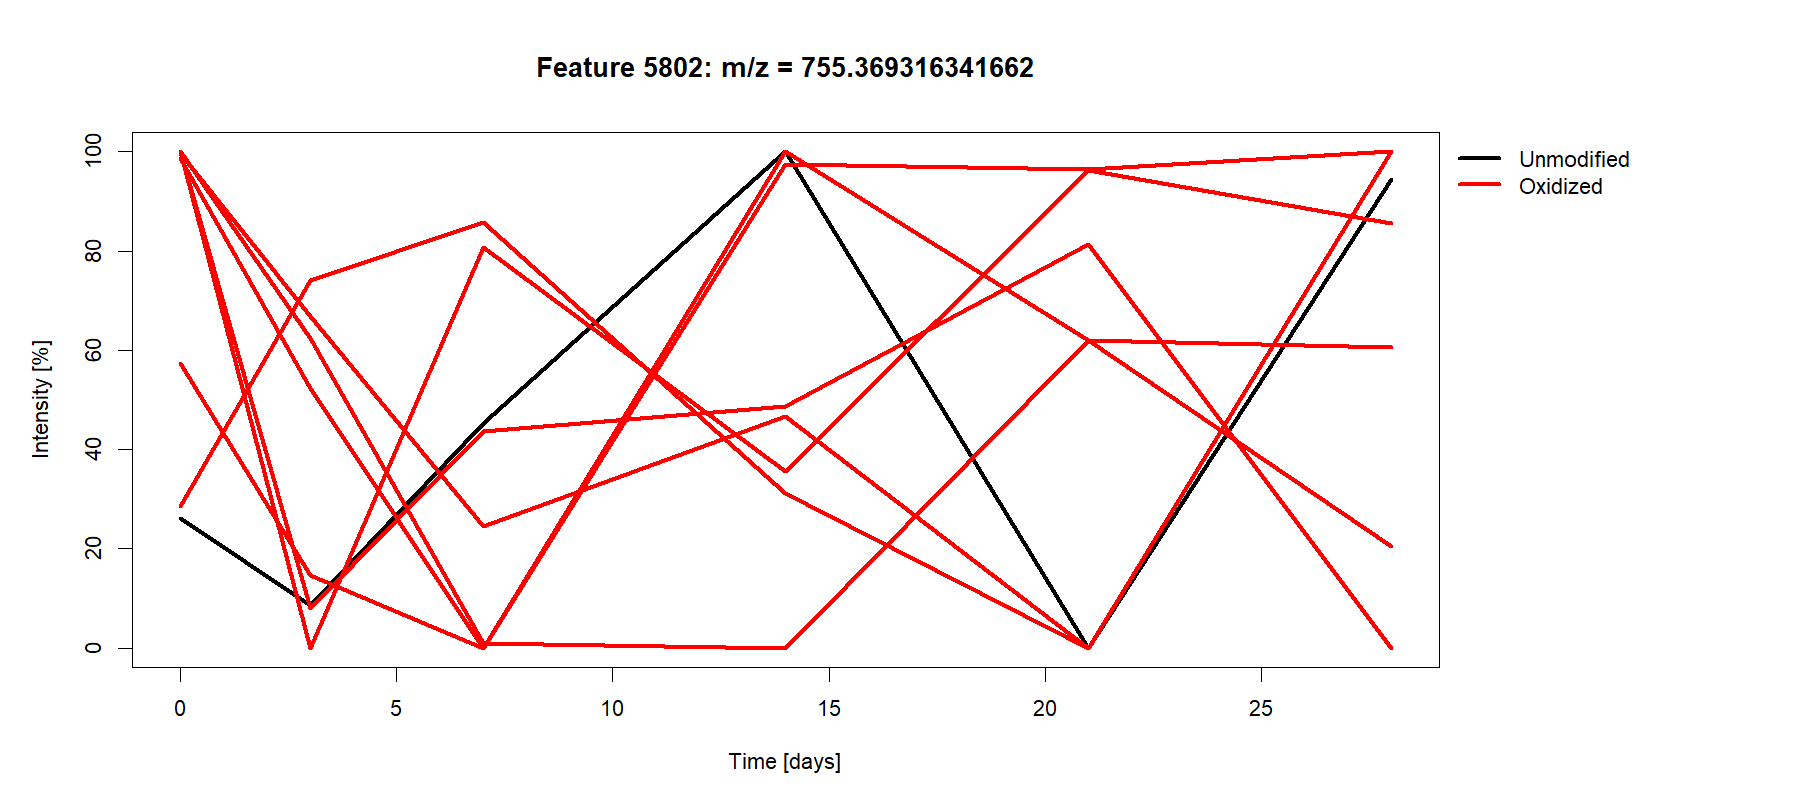 Feature 5802: m/z = 755.369316341662
Unmodified
Oxidized
Intensity [%]
100
80
60
40
20
0
0 5 10 15 20 25
Time [days]